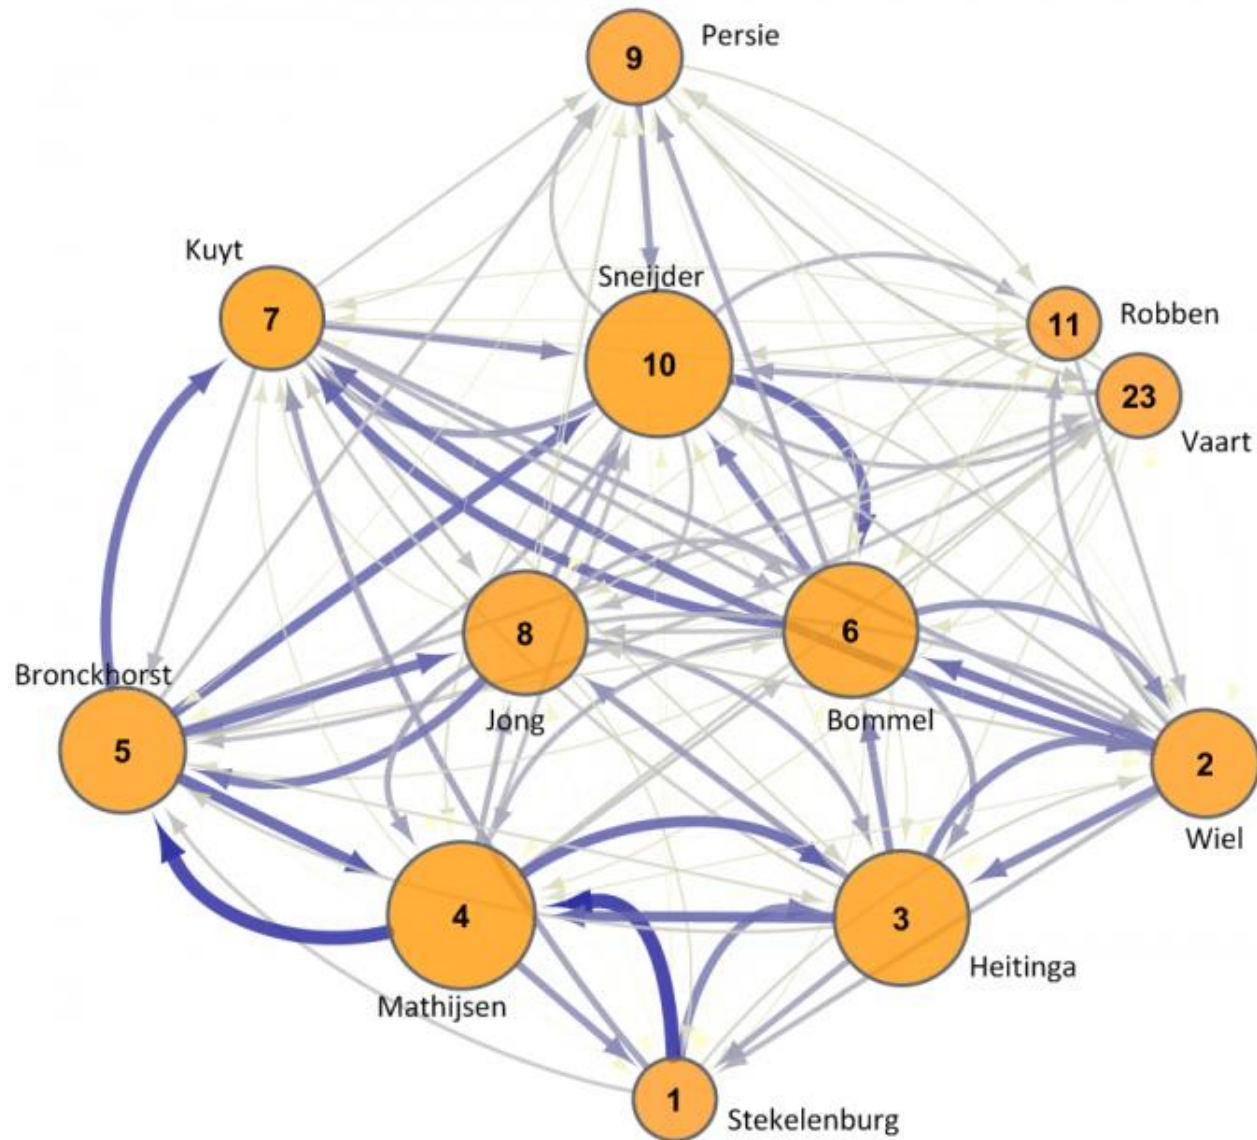 9
Persie
Kuyt
7
Sneijder
10
11
Robben
23
Vaart
Bronckhorst
5
8
Jong
6
Bommel
2
Wiel
4
Mathijsen
3
Heitinga
1
Stekelenburg